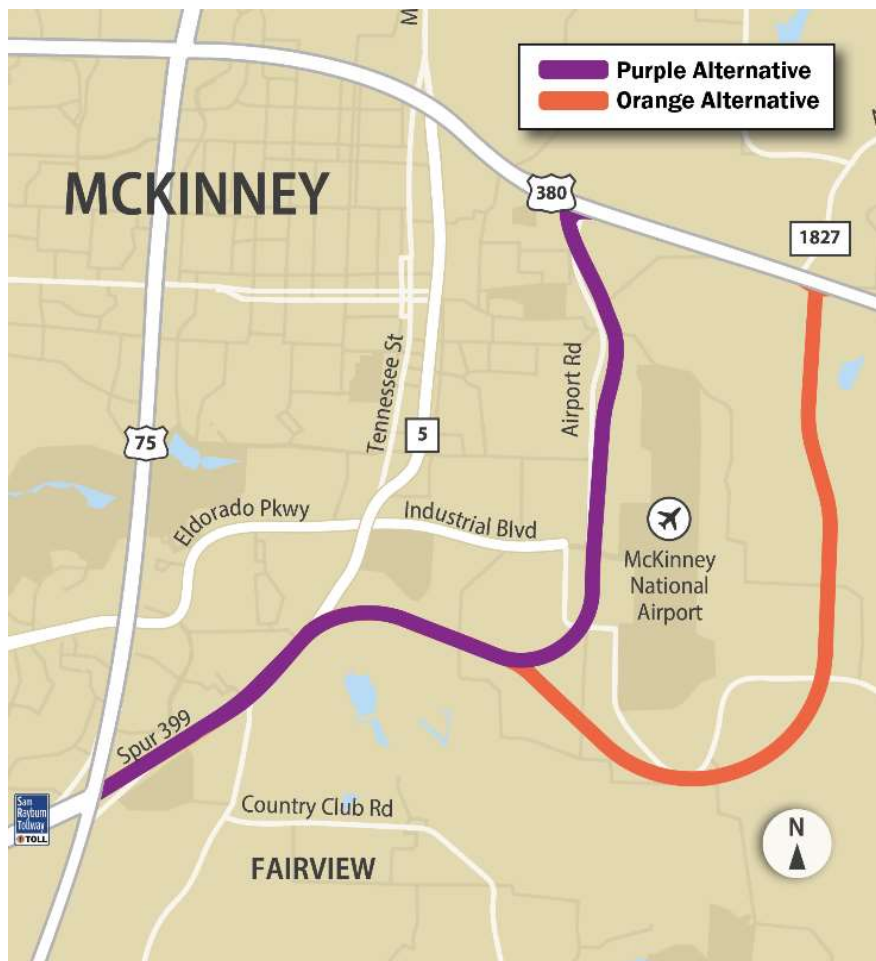 M
Purple Alternative
Orange Alternative
MCKINNEY
380
1827
Tennessee St
Airport Rd
5
75
Eldorado Pkwy
Industrial Blvd
McKinney
National
Airport
Spur 399
Sam
Rayburn
Tollway
TOLL
Country Club Rd
FAIRVIEW
N